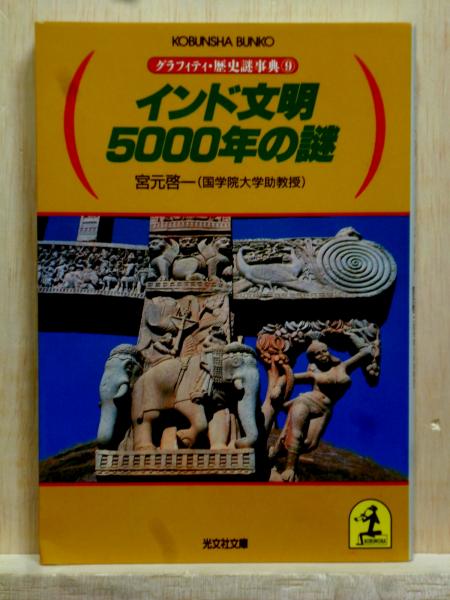 KOBUNSHA BUNKO
グラフィティ・歴史謎事典⑨
インド文明
5000年の謎
宮元啓一(国学院大学助教授)
光文社文庫
KOBUNSHA